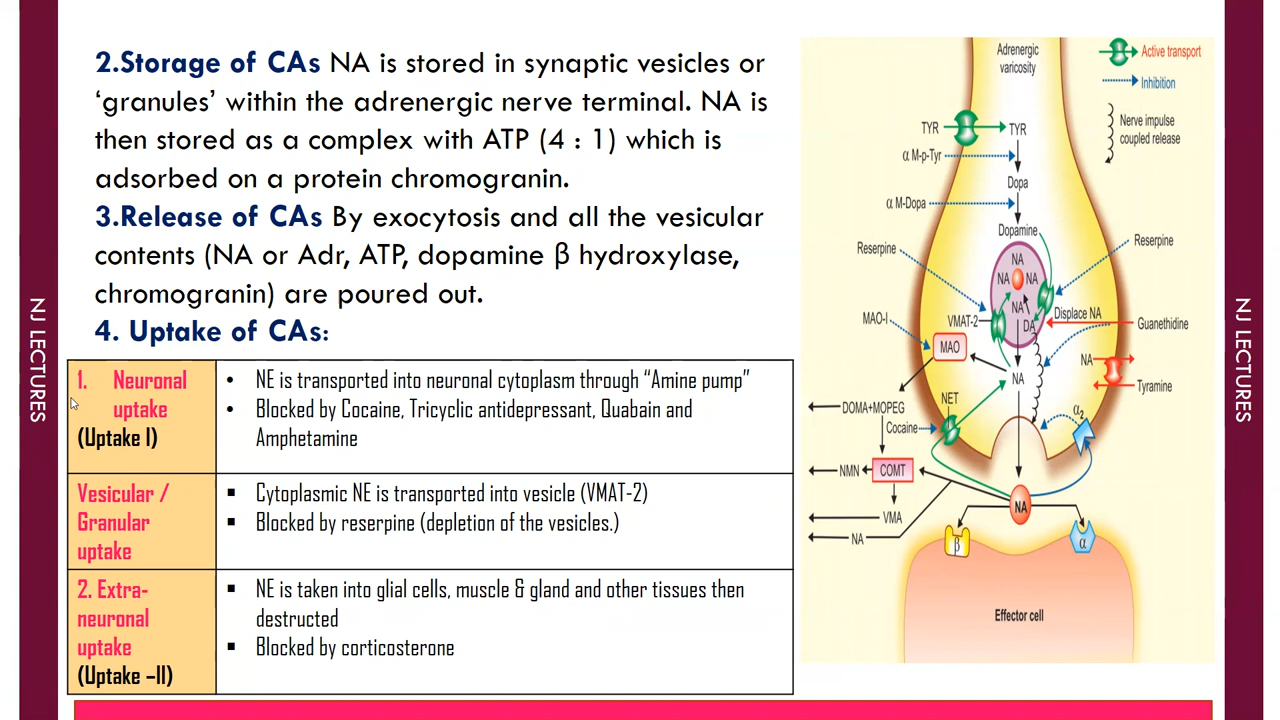 2.Storage of CAs NA is stored in synaptic vesicles or
‘granules’ within the adrenergic nerve terminal. NA is
then stored as a complex with ATP (4 : 1) which is
adsorbed on a protein chromogranin.
3.Release of CAs By exocytosis and all the vesicular
contents (NA or Adr, ATP, dopamine β hydroxylase,
chromogranin) are poured out.
4. Uptake of CAs:
1. Neuronal
uptake
(Uptake I)
• NE is transported into neuronal cytoplasm through “Amine pump”
• Blocked by Cocaine, Tricyclic antidepressant, Quabain and
Amphetamine
Vesicular /
Granular
uptake
▪ Cytoplasmic NE is transported into vesicle (VMAT-2)
▪ Blocked by reserpine (depletion of the vesicles.)
2. Extra-
neuronal
uptake
(Uptake –II)
▪ NE is taken into glial cells, muscle & gland and other tissues then
destructed
▪ Blocked by corticosterone
NJ LECTURES
Adrenergic
varicosity
Active transport
Inhibition
Nerve impulse
coupled release
TYR
TYR
α M-p-Tyr
Dopa
α M-Dopa
Dopamine
Reserpine
Reserpine
NA
NA
NA
NA
DA
VMAT-2
Displace NA
Guanethidine
MAO-I
MAO
NA
NA
Tyramine
NET
DOMA+MOPEG
Cocaine
α2
NMN
COMT
VMA
NA
NA
β
α
Effector cell
NJ LECTURES